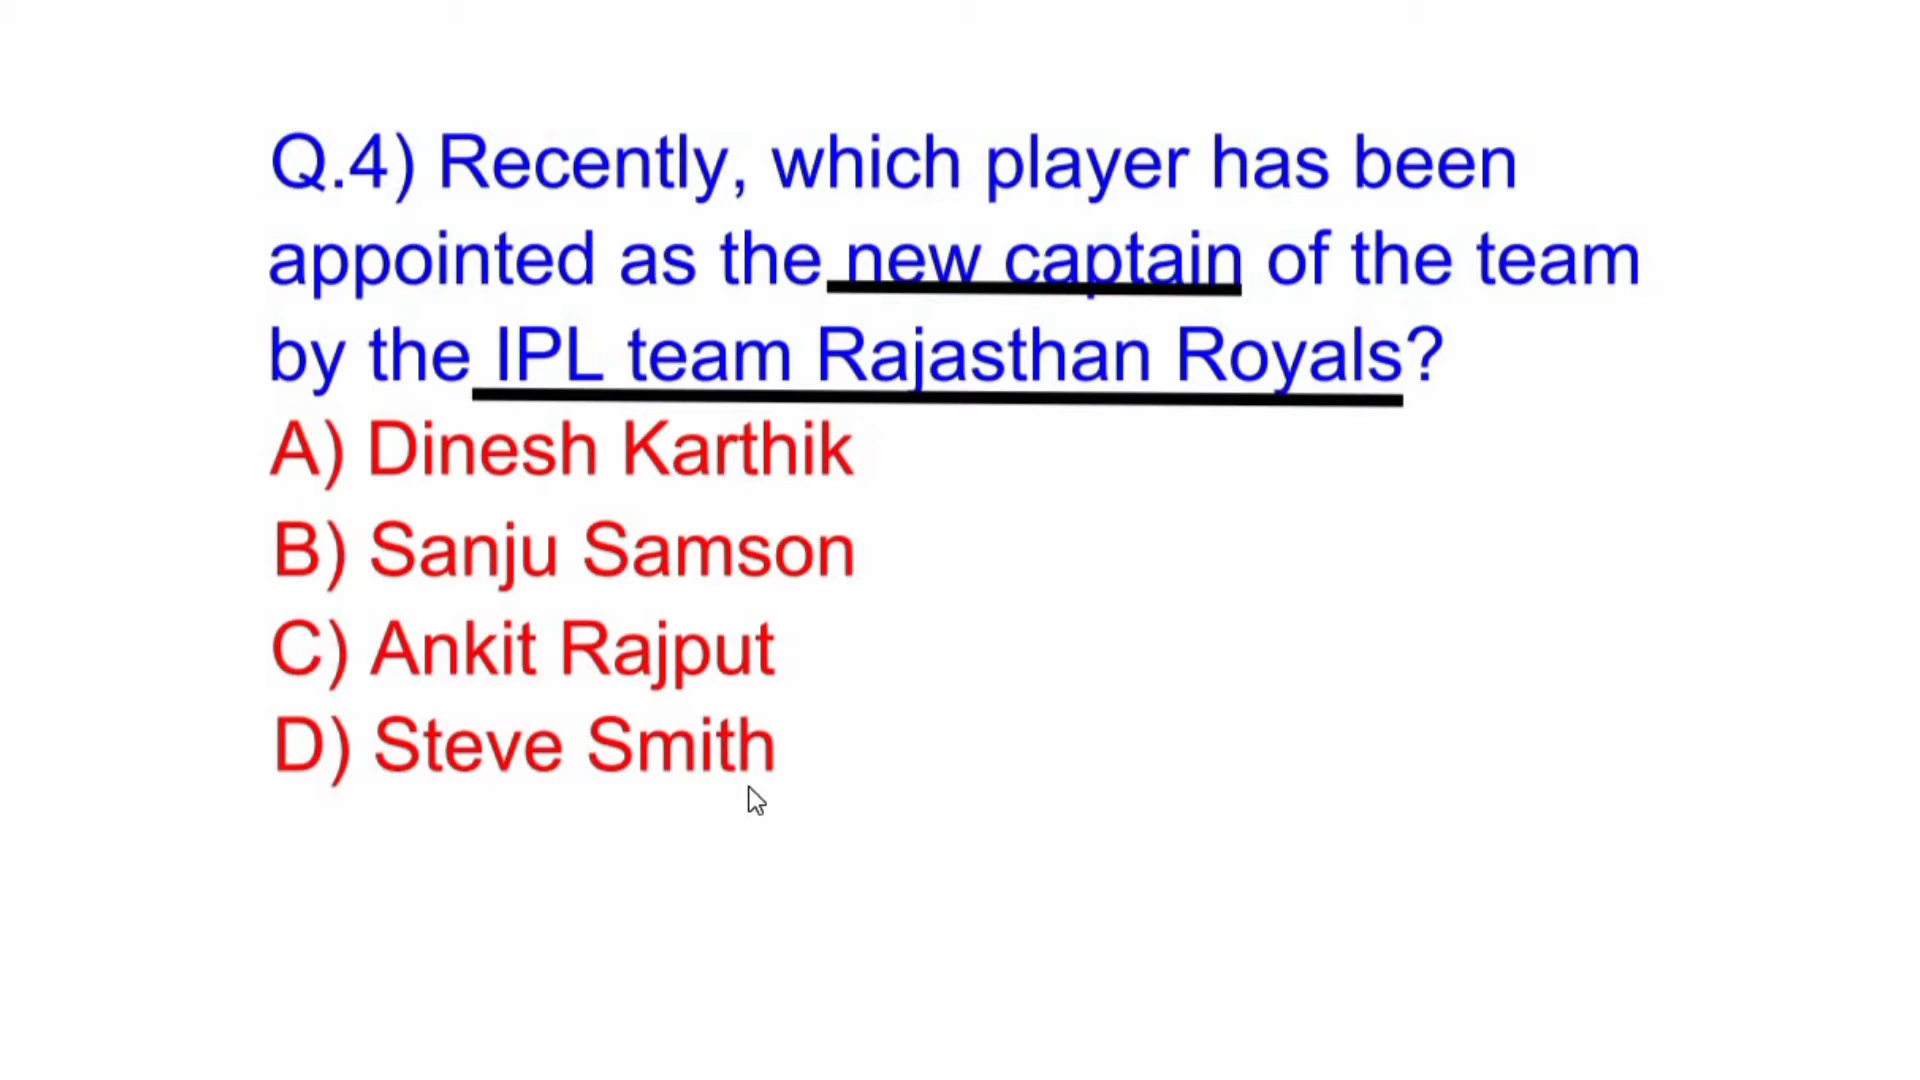 Q.4) Recently, which player has been
appointed as the new captain of the team
by the IPL team Rajasthan Royals?
A) Dinesh Karthik
B) Sanju Samson
C) Ankit Rajput
D) Steve Smith